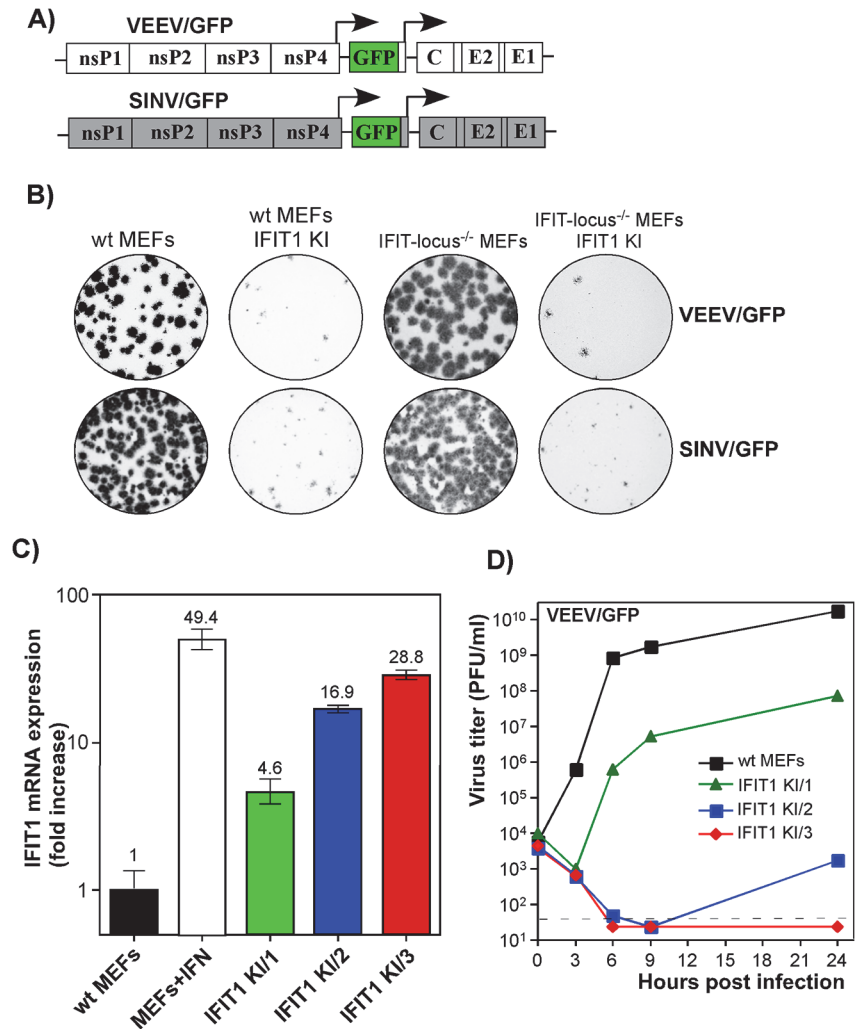 A)
VEEV/GFP
nsP1 nsP2 nsP3 nsP4 GFP C E2 E1
SINV/GFP
nsP1 nsP2 nsP3 nsP4 GFP C E2 E1
B)
wt MEFs
wt MEFs
IFIT1 KI
IFIT-locus-/- MEFs
IFIT-locus-/- MEFs
IFIT1 KI
VEEV/GFP
SINV/GFP
C)
IFIT1 mRNA expression
(fold increase)
100
10
1
1
49.4
4.6
16.9
28.8
wt MEFs
MEFs+IFN
IFIT1 KI/1
IFIT1 KI/2
IFIT1 KI/3
D)
VEEV/GFP
Virus titer (PFU/ml)
10^10
10^9
10^8
10^7
10^6
10^5
10^4
10^3
10^2
10^1
wt MEFs
IFIT1 KI/1
IFIT1 KI/2
IFIT1 KI/3
0 3 6 9 12 15 18 21 24
Hours post infection